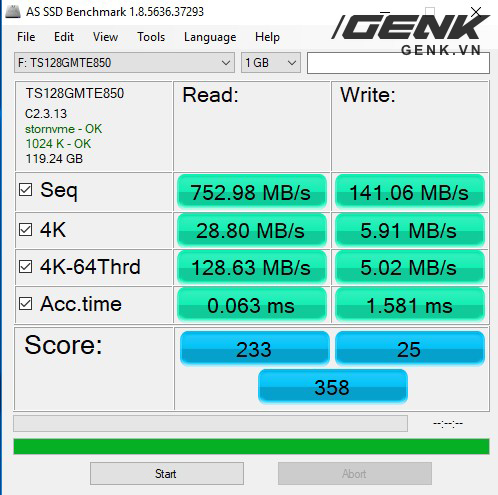 AS SSD Benchmark 1.8.5636.37293
GENK
GENK.VN
File Edit View Tools Language Help
F: TS128GMTE850 1 GB
TS128GMTE850
C2.3.13
stornvme - OK
1024 K - OK
119.24 GB
Read: Write:
Seq 752.98 MB/s 141.06 MB/s
4K 28.80 MB/s 5.91 MB/s
4K-64Thrd 128.63 MB/s 5.02 MB/s
Acc.time 0.063 ms 1.581 ms
Score: 233 25
358
--:--:--
Start Abort